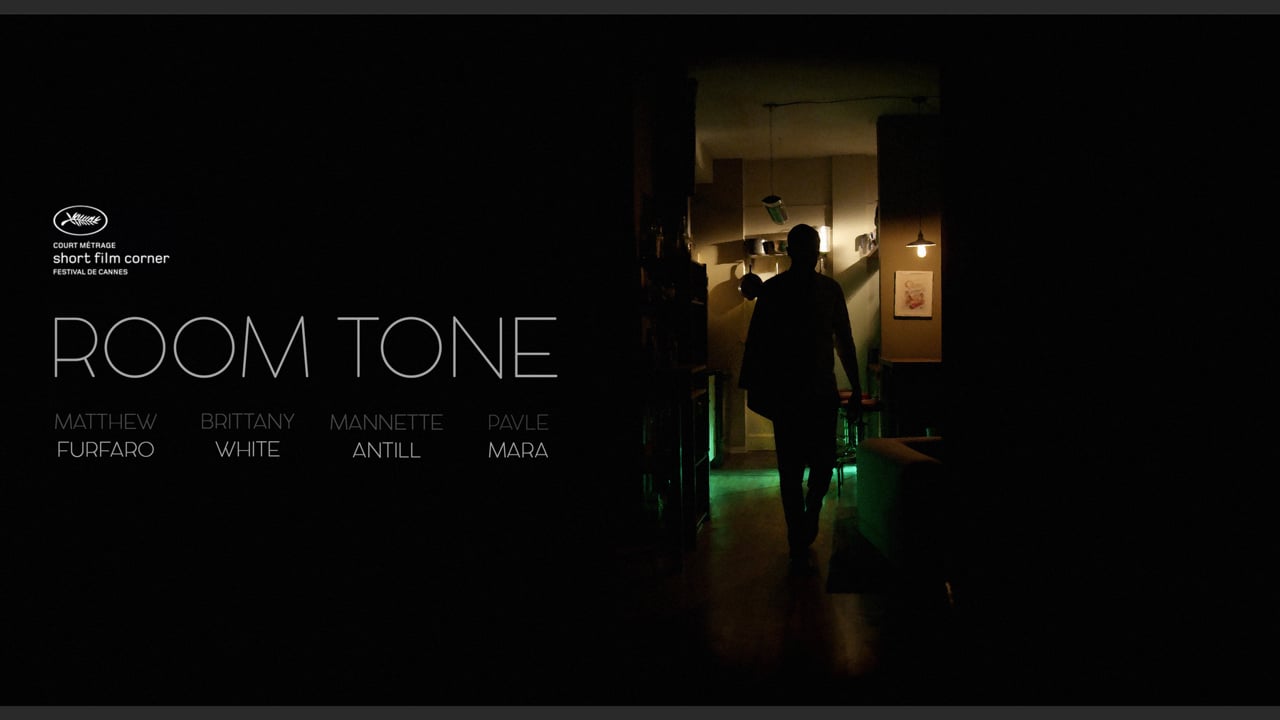 COURT MÉTRAGE
short film corner
FESTIVAL DE CANNES
ROOM TONE
MATTHEW BRITTANY MANNETTE PAVLE
FURFARO WHITE ANTILL MARA